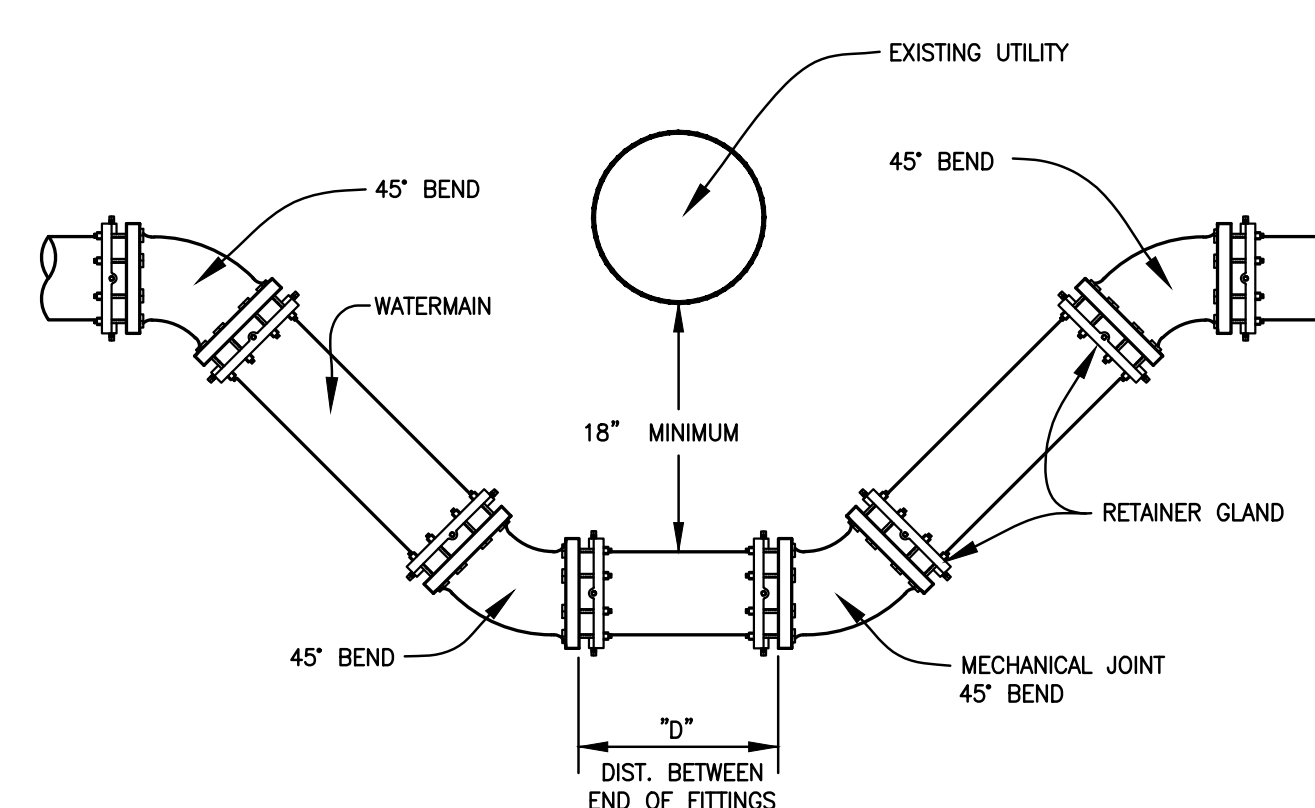 EXISTING UTILITY
45° BEND
45° BEND
WATERMAIN
18" MINIMUM
RETAINER GLAND
45° BEND
MECHANICAL JOINT
45° BEND
"D"
DIST. BETWEEN
END OF FITTINGS